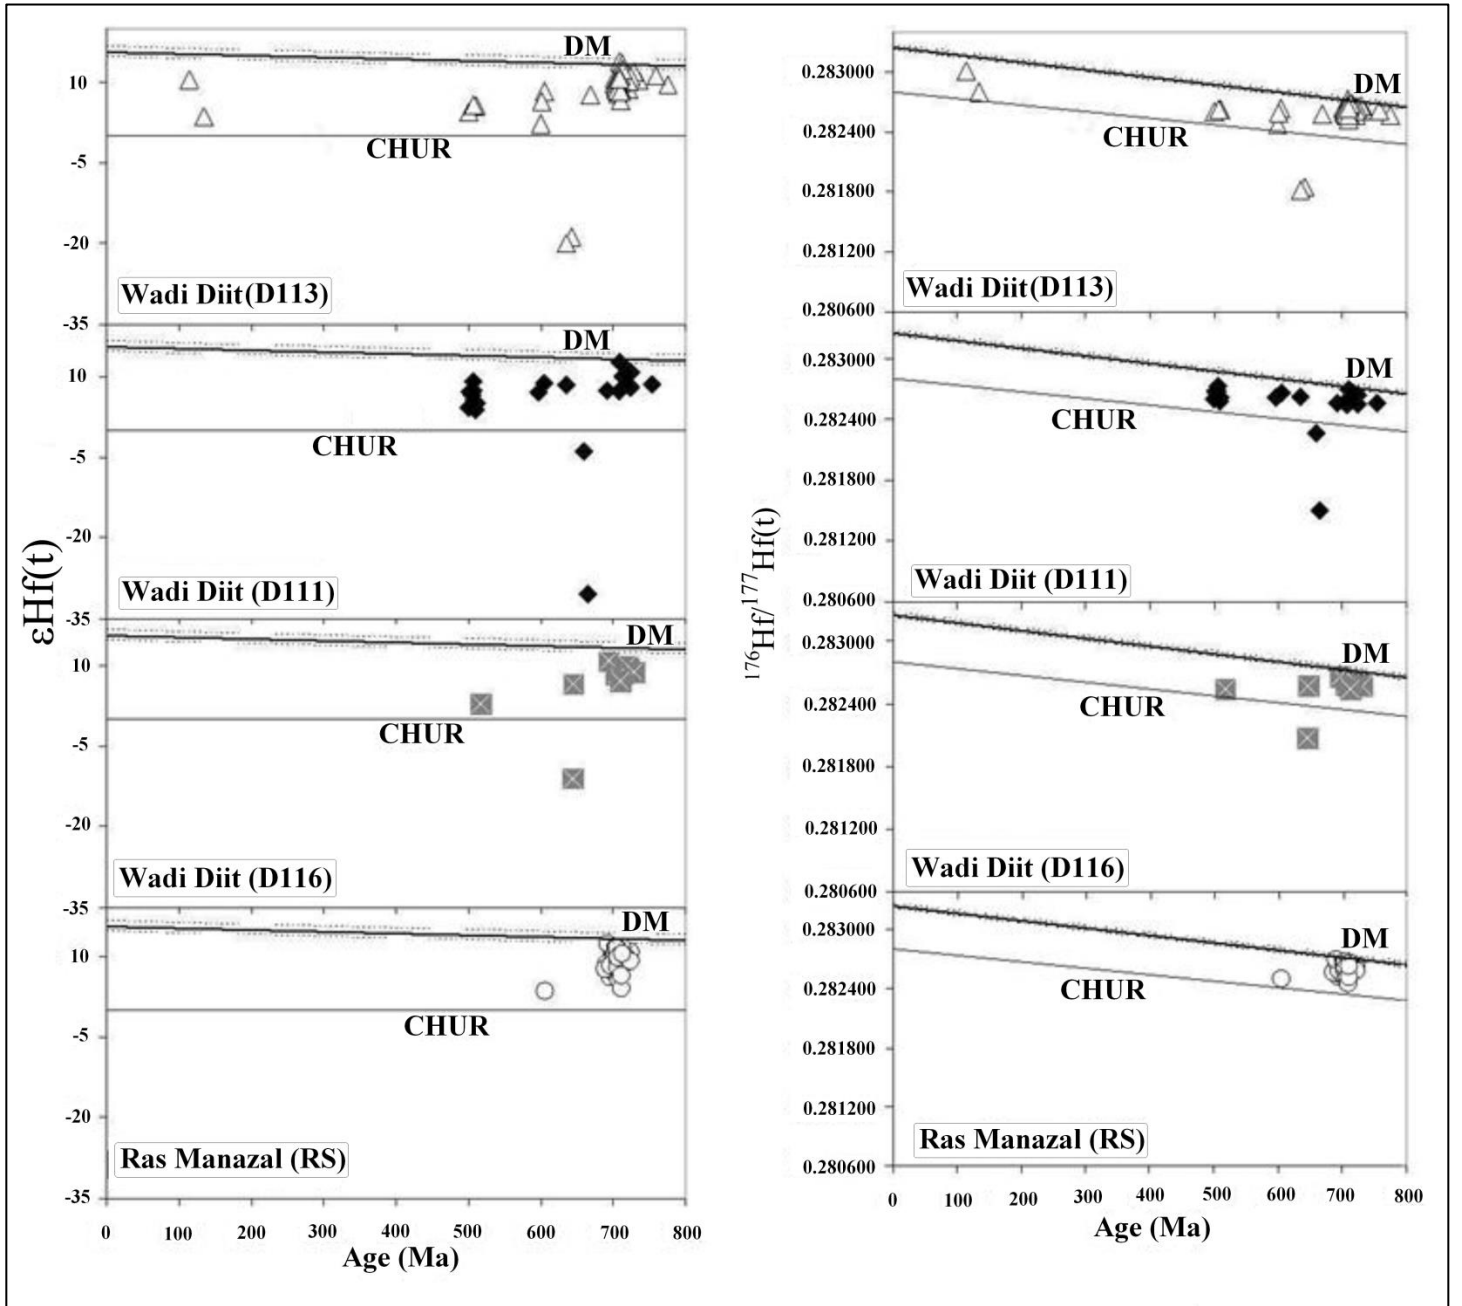 εHf(t)
DM
10
CHUR
-5
-20
Wadi Diit(D113)
-35
DM
10
CHUR
-5
-20
Wadi Diit (D111)
-35
DM
10
CHUR
-5
-20
Wadi Diit (D116)
-35
DM
10
CHUR
-5
-20
Ras Manazal (RS)
-35
0 100 200 300 400 500 600 700 800
Age (Ma)
¹⁷⁶Hf/¹⁷⁷Hf(t)
0.283000
DM
0.282400
CHUR
0.281800
0.281200
Wadi Diit(D113)
0.280600
0.283000
DM
0.282400
CHUR
0.281800
0.281200
Wadi Diit (D111)
0.280600
0.283000
DM
0.282400
CHUR
0.281800
0.281200
Wadi Diit (D116)
0.280600
0.283000
DM
0.282400
CHUR
0.281800
0.281200
Ras Manazal (RS)
0.280600
0 100 200 300 400 500 600 700 800
Age (Ma)